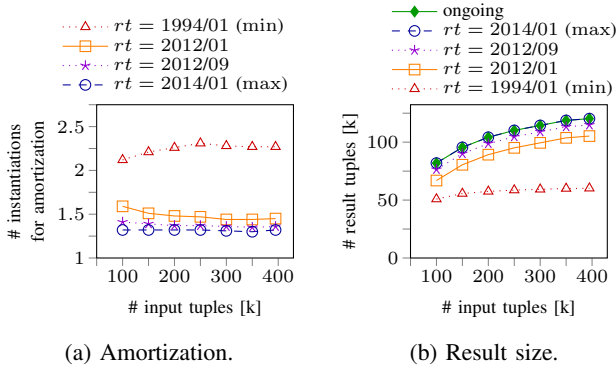 rt = 1994/01 (min)
rt = 2012/01
rt = 2012/09
rt = 2014/01 (max)
# instantiations
for amortization
2.5
2
1.5
1
100 200 300 400
# input tuples [k]
(a) Amortization.
ongoing
rt = 2014/01 (max)
rt = 2012/09
rt = 2012/01
rt = 1994/01 (min)
# result tuples [k]
100
50
0
100 200 300 400
# input tuples [k]
(b) Result size.